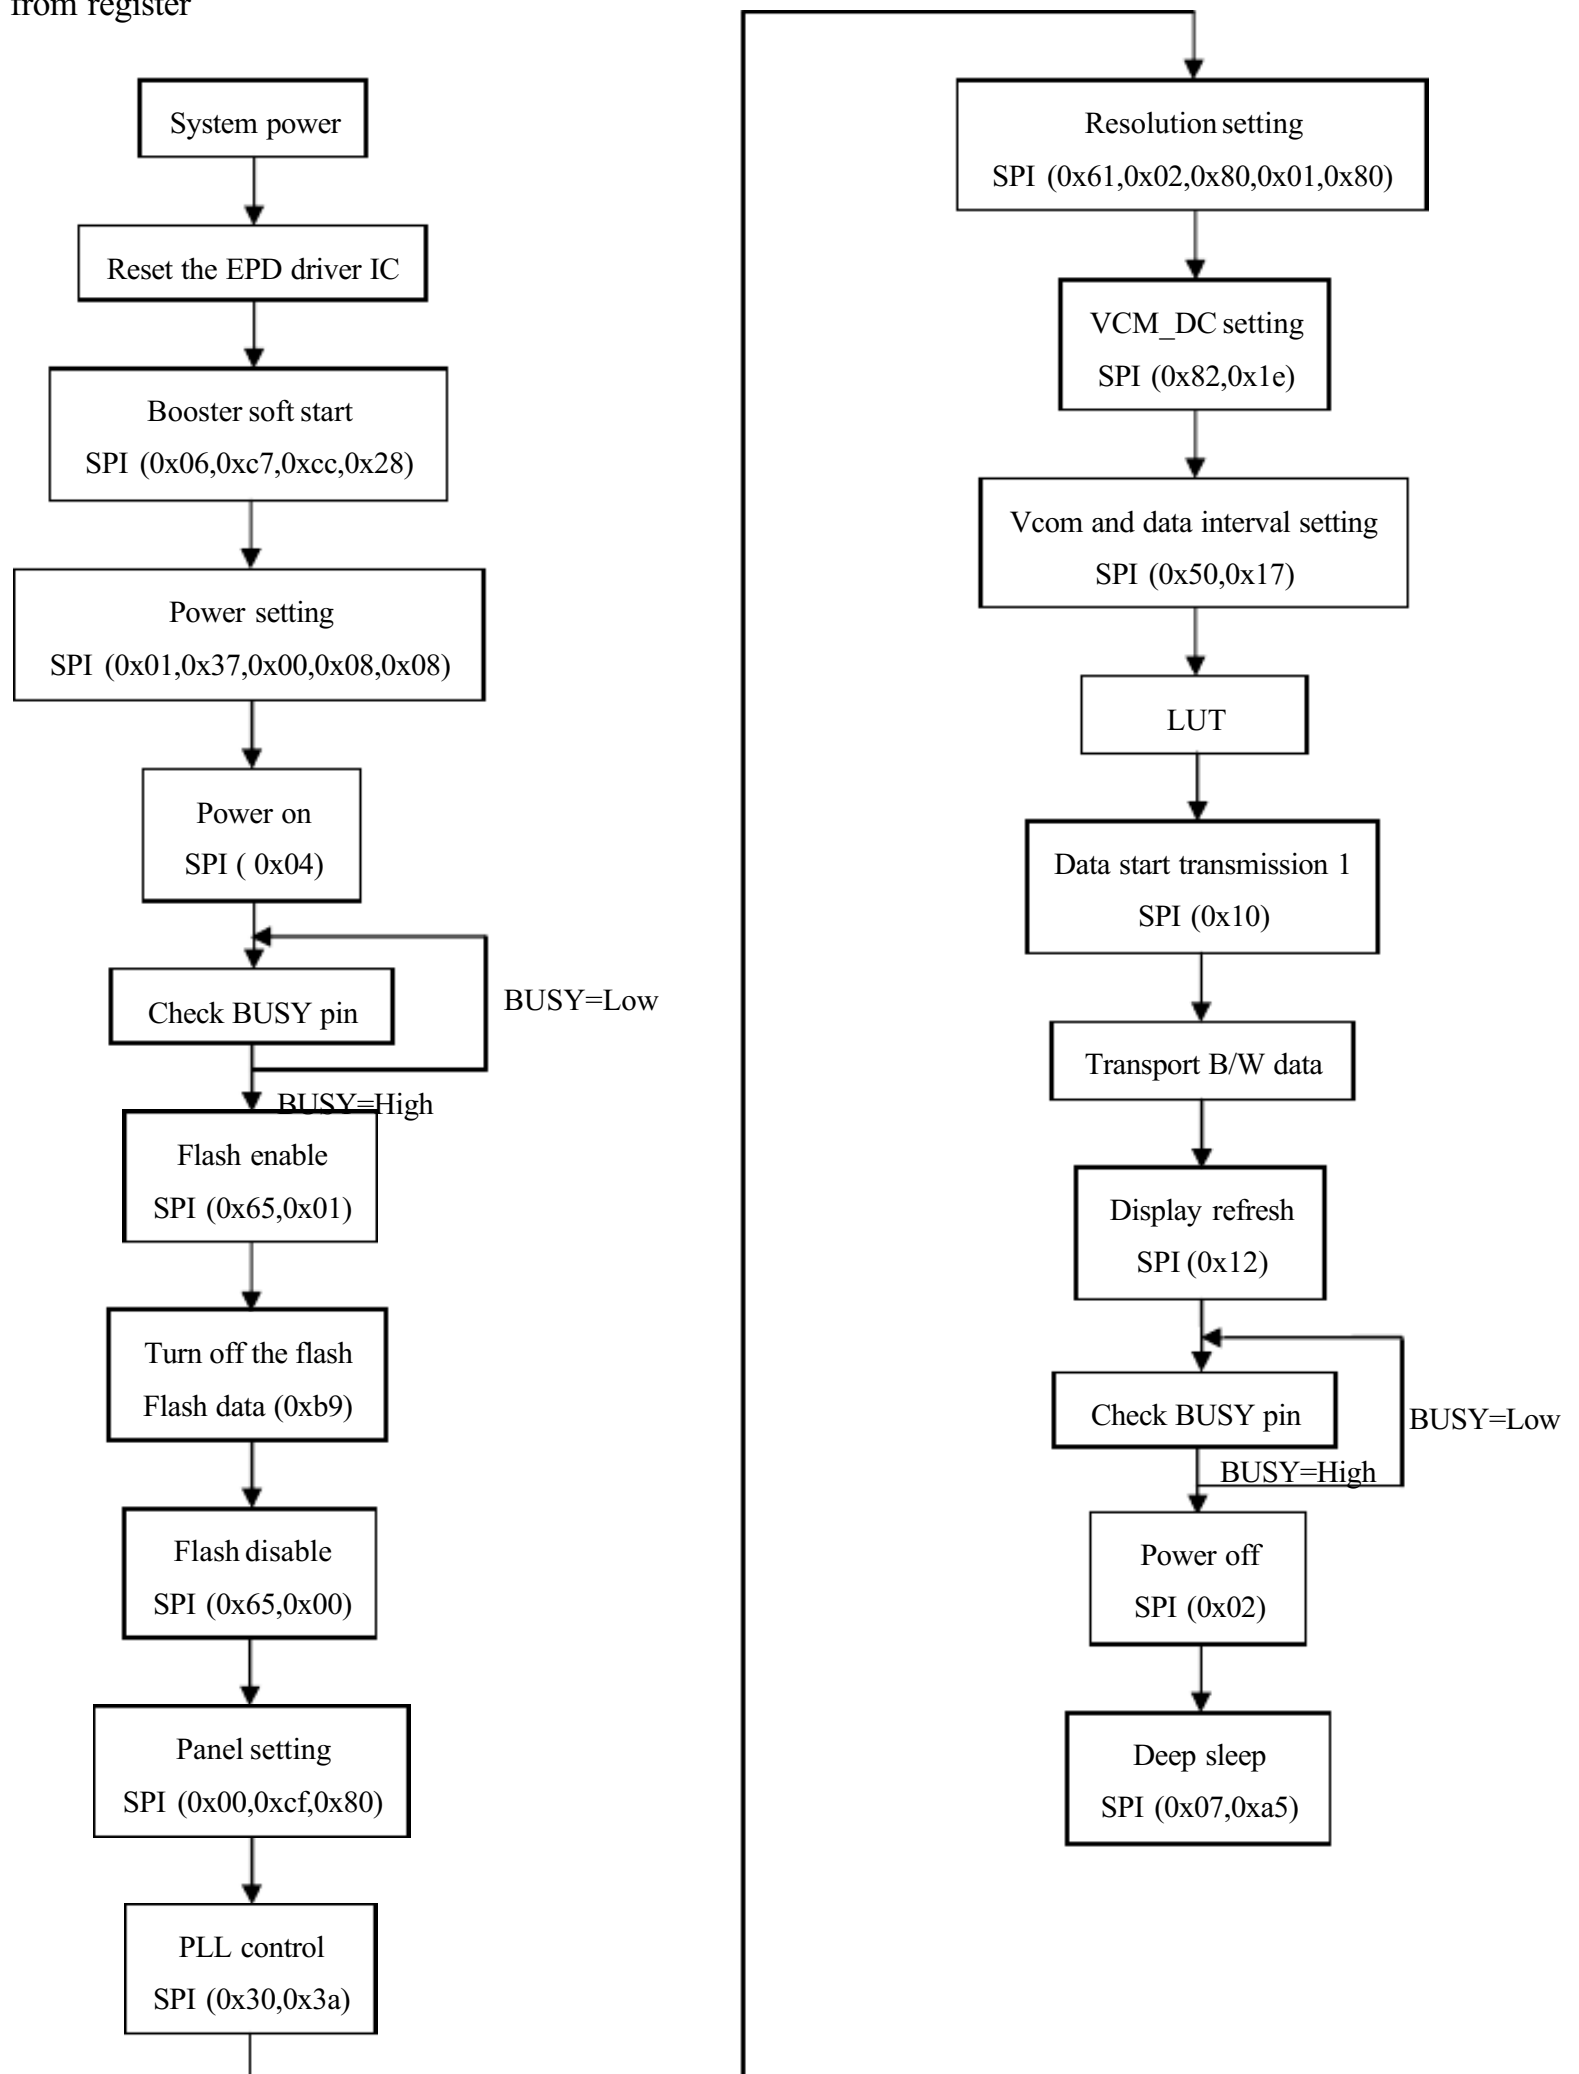 from register
System power
Reset the EPD driver IC
Booster soft start
SPI (0x06,0xc7,0xcc,0x28)
Power setting
SPI (0x01,0x37,0x00,0x08,0x08)
Power on
SPI ( 0x04)
Check BUSY pin
BUSY=Low
BUSY=High
Flash enable
SPI (0x65,0x01)
Turn off the flash
Flash data (0xb9)
Flash disable
SPI (0x65,0x00)
Panel setting
SPI (0x00,0xcf,0x80)
PLL control
SPI (0x30,0x3a)
Resolution setting
SPI (0x61,0x02,0x80,0x01,0x80)
VCM_DC setting
SPI (0x82,0x1e)
Vcom and data interval setting
SPI (0x50,0x17)
LUT
Data start transmission 1
SPI (0x10)
Transport B/W data
Display refresh
SPI (0x12)
Check BUSY pin
BUSY=Low
BUSY=High
Power off
SPI (0x02)
Deep sleep
SPI (0x07,0xa5)